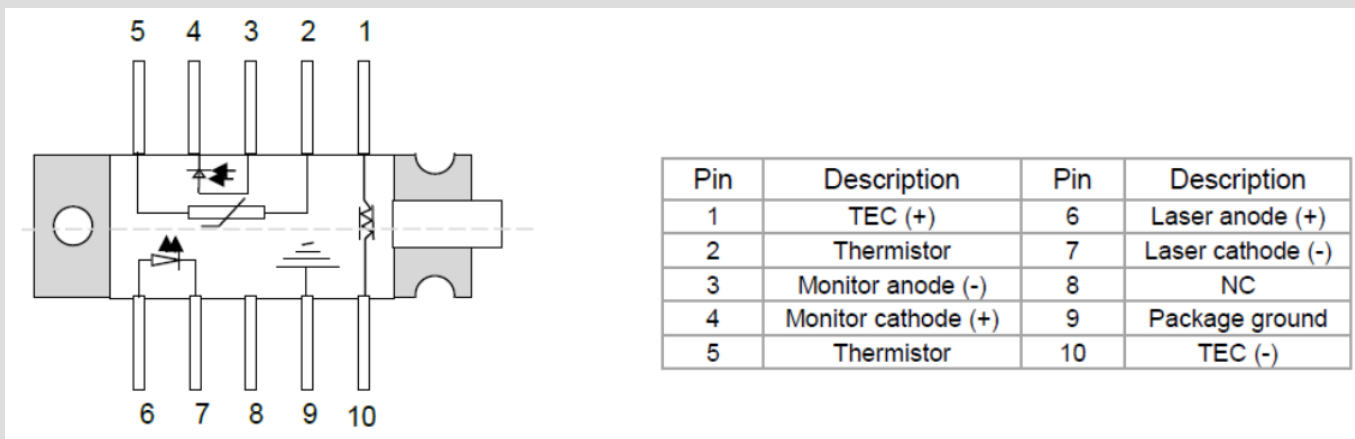 5 4 3 2 1
6 7 8 9 10
Pin Description Pin Description
1 TEC (+) 6 Laser anode (+)
2 Thermistor 7 Laser cathode (-)
3 Monitor anode (-) 8 NC
4 Monitor cathode (+) 9 Package ground
5 Thermistor 10 TEC (-)